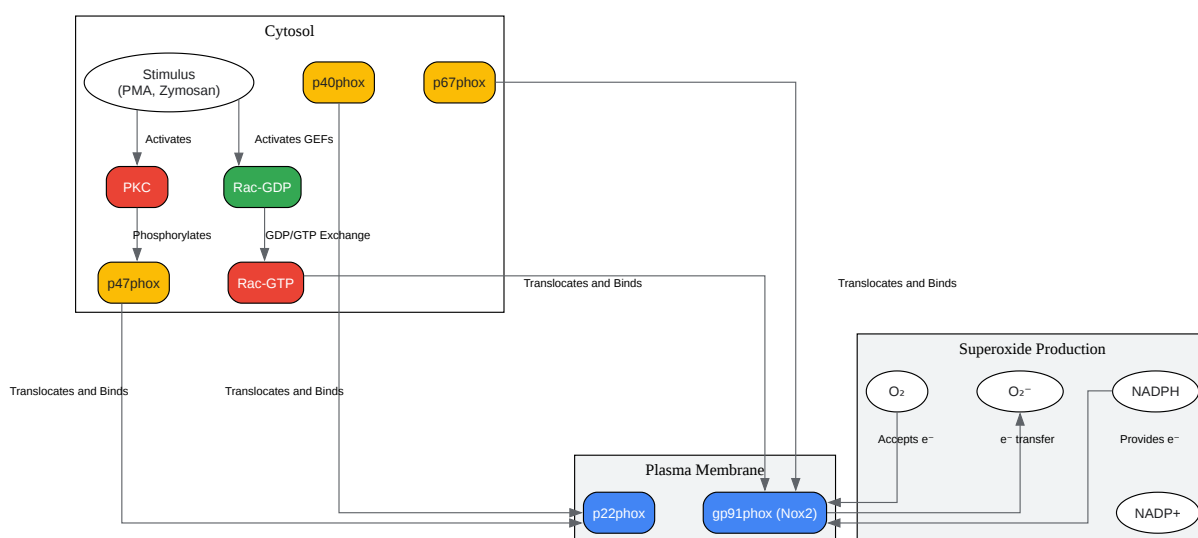 Cytosol
Stimulus
(PMA, Zymosan)
p40phox
p67phox
Activates
Activates GEFs
PKC
Rac-GDP
Phosphorylates
GDP/GTP Exchange
p47phox
Rac-GTP
Translocates and Binds
Translocates and Binds
Superoxide Production
Translocates and Binds
Translocates and Binds
O₂
O₂⁻
NADPH
Accepts e⁻
e⁻ transfer
Provides e⁻
Plasma Membrane
p22phox
gp91phox (Nox2)
NADP+